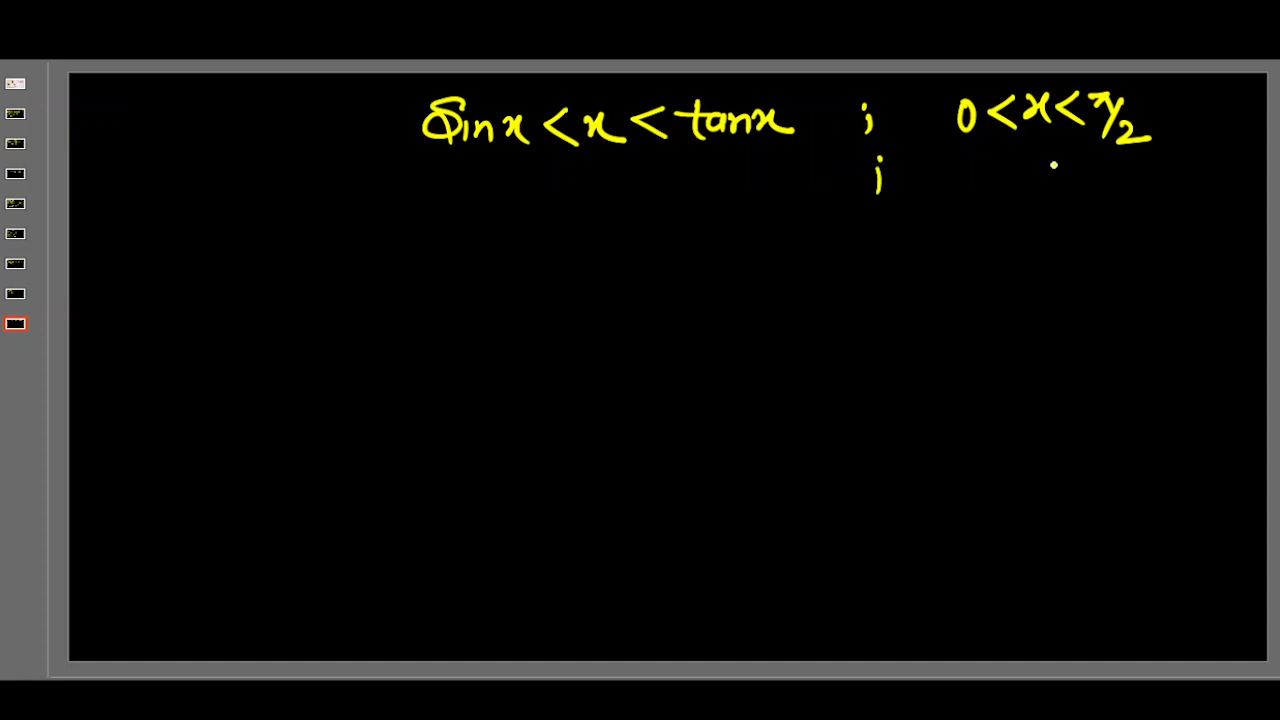 Sinx < x < tanx ; 0 < x < π/2
;